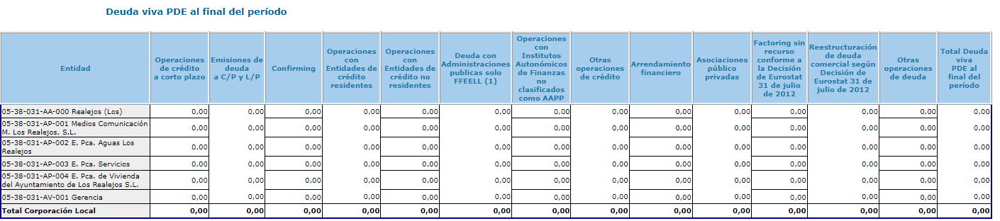 Deuda viva PDE al final del período
Entidad
Operaciones
de crédito
a corto plazo
Emisiones de
deuda
a C/P y L/P
Confirming
Operaciones
con
Entidades de
crédito
residentes
Operaciones
con
Entidades de
crédito no
residentes
Deuda con
Administraciones
publicas solo
FFEELL (1)
Operaciones
con
Institutos
Autonómicos
de Finanzas
no
clasificados
como AAPP
Otras
operaciones
de crédito
Arrendamiento
financiero
Asociaciones
público
privadas
Factoring sin
recurso
conforme a
la Decisión
de Eurostat
31 de julio
de 2012
Reestructuración
de deuda
comercial según
Decisión de
Eurostat 31 de
julio de 2012
Otras
operaciones
de deuda
Total Deuda
viva
PDE al
final del
período
05-38-031-AA-000 Realejos (Los) 0,00 0,00 0,00 0,00 0,00 0,00 0,00 0,00 0,00 0,00 0,00 0,00 0,00 0,00
05-38-031-AP-001 Medios Comunicación
M. Los Realejos, S.L. 0,00 0,00 0,00 0,00 0,00 0,00 0,00 0,00 0,00 0,00 0,00 0,00 0,00 0,00
05-38-031-AP-002 E. Pca. Aguas Los
Realejos 0,00 0,00 0,00 0,00 0,00 0,00 0,00 0,00 0,00 0,00 0,00 0,00 0,00 0,00
05-38-031-AP-003 E. Pca. Servicios 0,00 0,00 0,00 0,00 0,00 0,00 0,00 0,00 0,00 0,00 0,00 0,00 0,00 0,00
05-38-031-AP-004 E. Pca. de Vivienda
del Ayuntamiento de Los Realejos S.L. 0,00 0,00 0,00 0,00 0,00 0,00 0,00 0,00 0,00 0,00 0,00 0,00 0,00 0,00
05-38-031-AV-001 Gerencia 0,00 0,00 0,00 0,00 0,00 0,00 0,00 0,00 0,00 0,00 0,00 0,00 0,00 0,00
Total Corporación Local 0,00 0,00 0,00 0,00 0,00 0,00 0,00 0,00 0,00 0,00 0,00 0,00 0,00 0,00